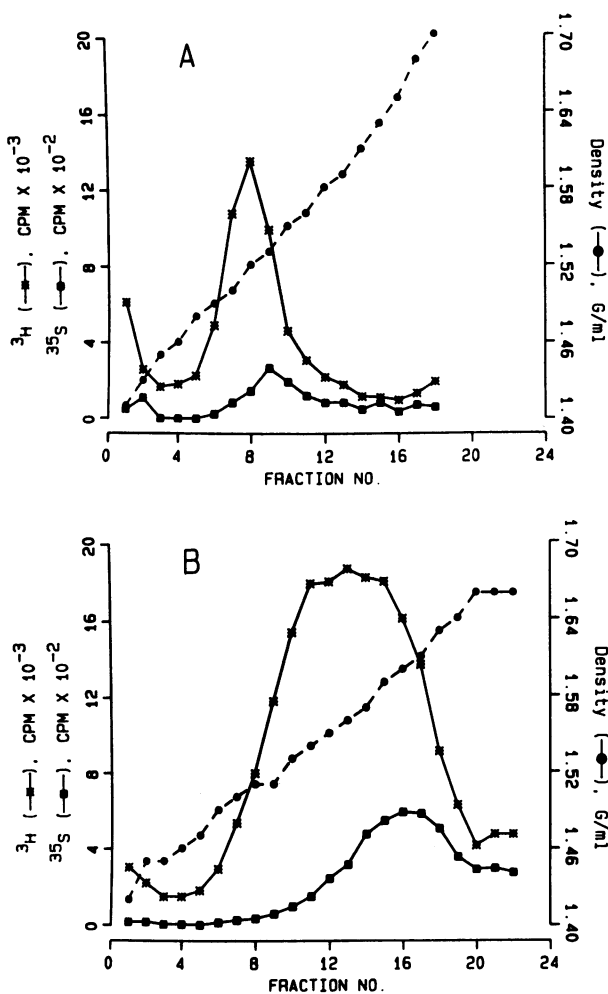 A
20
16
12
8
4
0
³H (—✱—), CPM X 10⁻³
³⁵S (—■—), CPM X 10⁻²
1.70
1.64
1.58
1.52
1.46
1.40
Density (—●—), G/ml
0 4 8 12 16 20 24
FRACTION NO.
B
20
16
12
8
4
0
³H (—✱—), CPM X 10⁻³
³⁵S (—■—), CPM X 10⁻²
1.70
1.64
1.58
1.52
1.46
1.40
Density (—●—), G/ml
0 4 8 12 16 20 24
FRACTION NO.